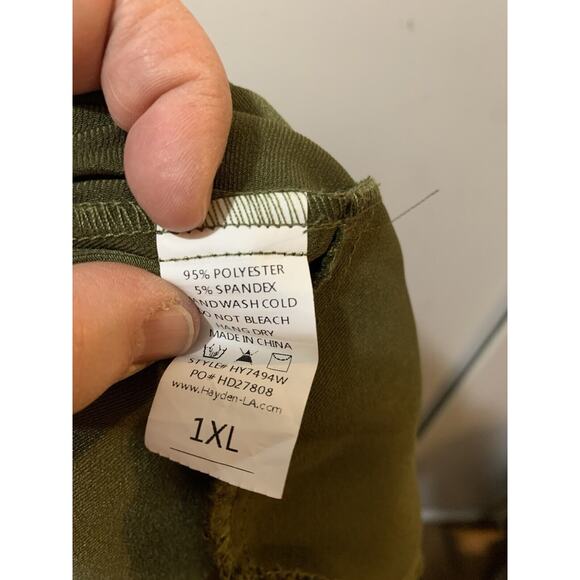 95% POLYESTER
5% SPANDEX
NDWASH COLD
O NOT BLEACH
HANG DRY
MADE IN CHINA
STYLE# HY7494W
PO# HD27808
www.Hayden-LA.com
1XL